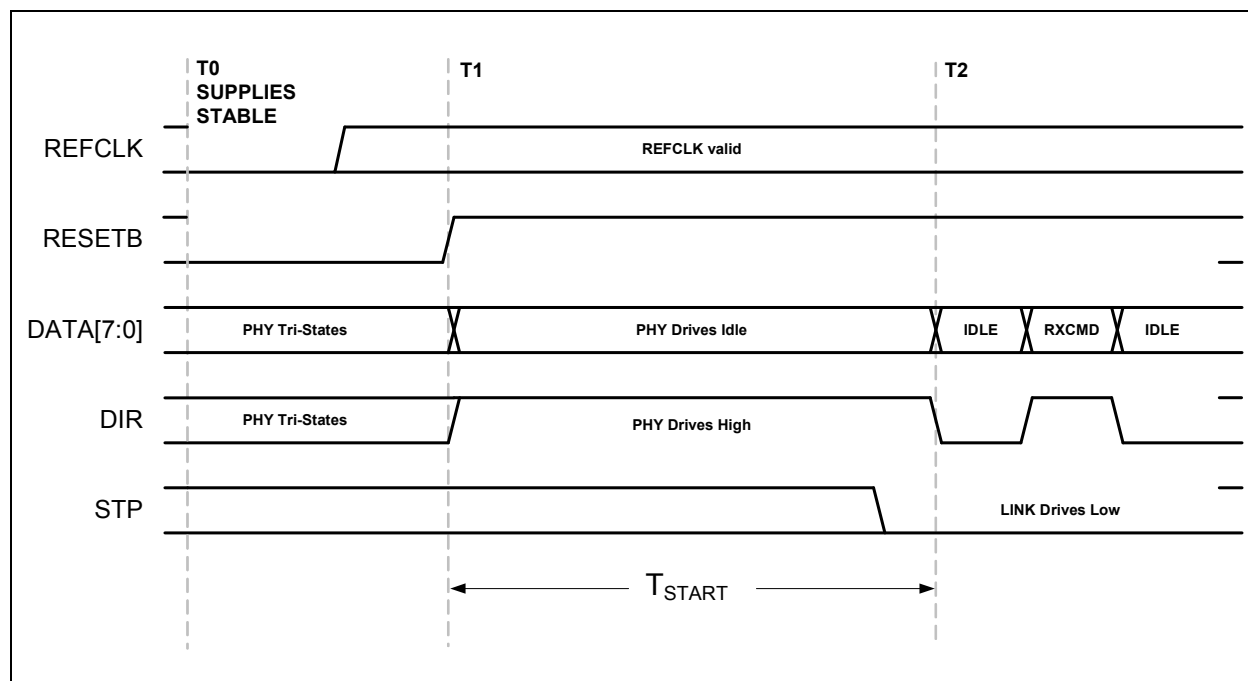 T0
SUPPLIES
STABLE
T1
T2
REFCLK
REFCLK valid
RESETB
DATA[7:0]
PHY Tri-States
PHY Drives Idle
IDLE
RXCMD
IDLE
DIR
PHY Tri-States
PHY Drives High
STP
LINK Drives Low
TSTART